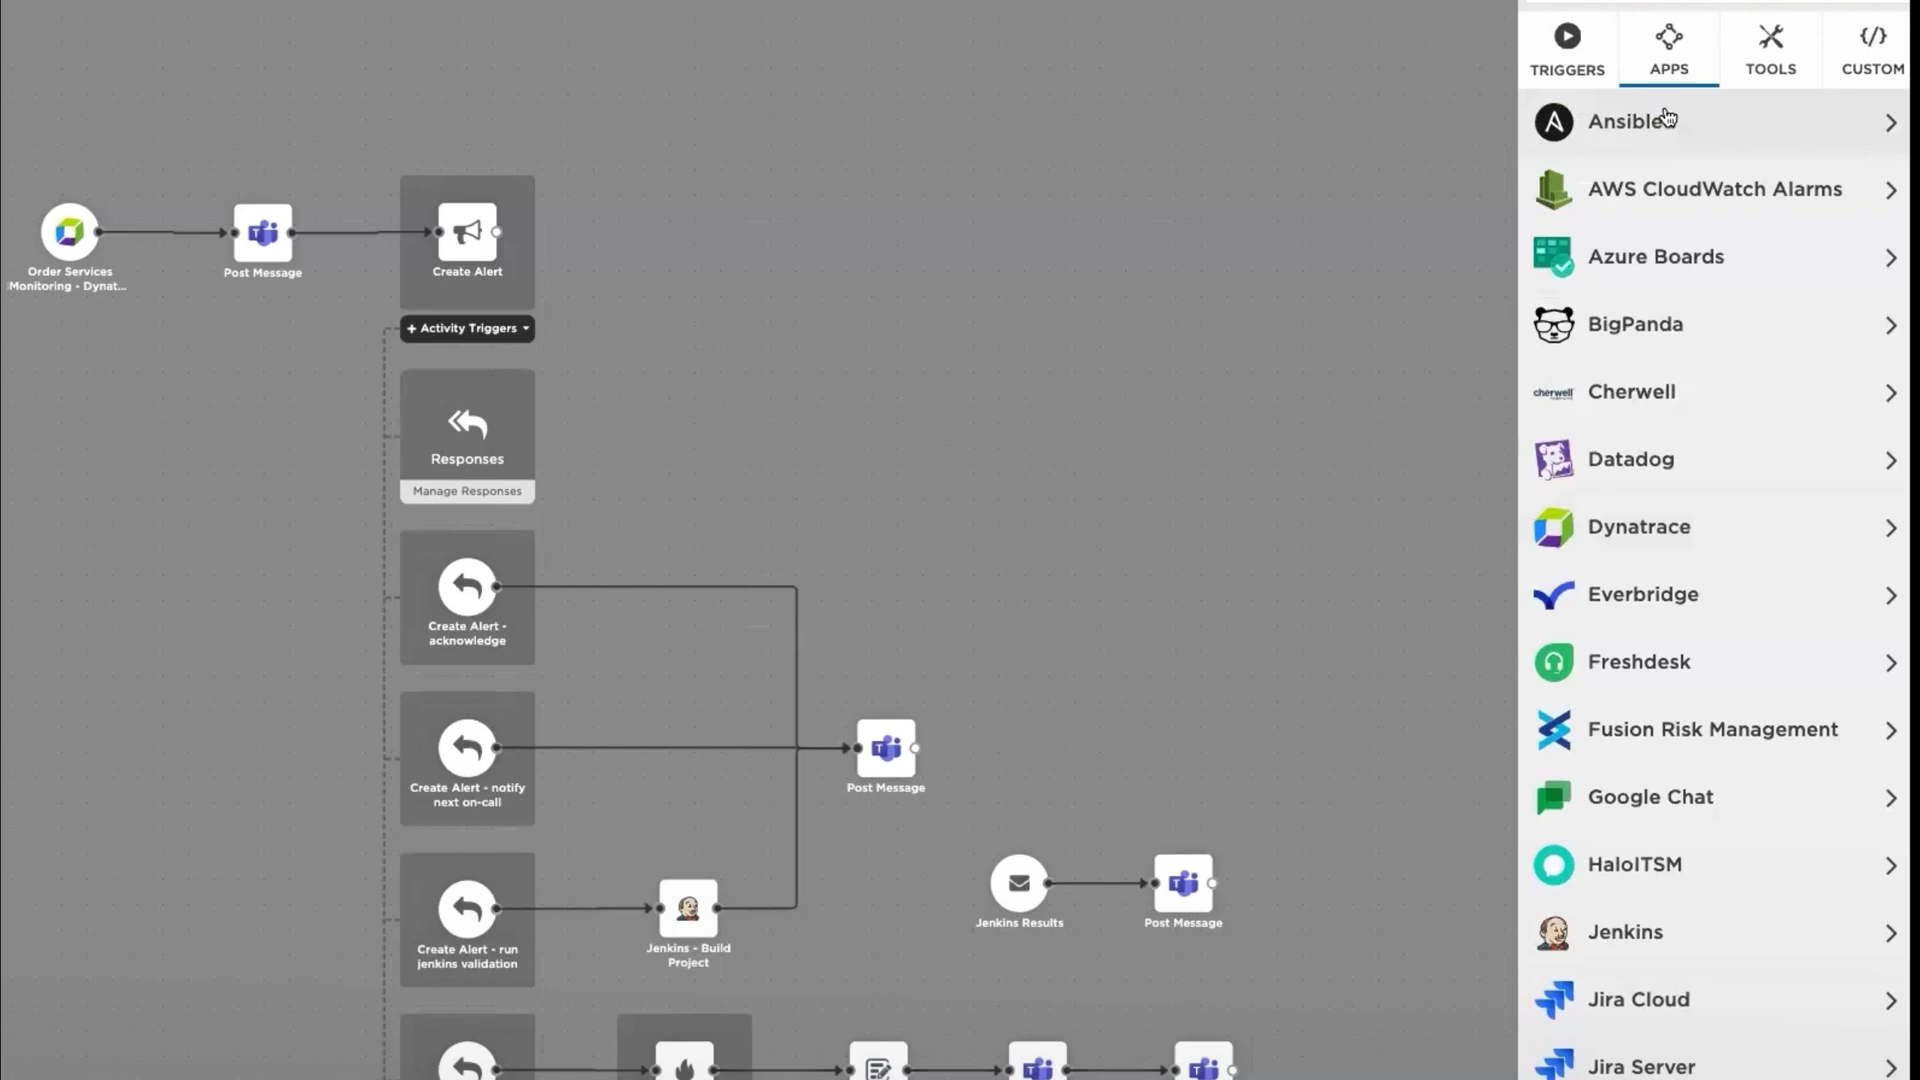 TRIGGERS
APPS
TOOLS
CUSTOM
Ansible
AWS CloudWatch Alarms
Azure Boards
BigPanda
cherwell
Cherwell
Datadog
Dynatrace
Everbridge
Freshdesk
Fusion Risk Management
Google Chat
HaloITSM
Jenkins
Jira Cloud
Jira Server
Order Services
Monitoring - Dynat...
Post Message
Create Alert
+ Activity Triggers
Responses
Manage Responses
Create Alert -
acknowledge
Create Alert - notify
next on-call
Post Message
Create Alert - run
jenkins validation
Jenkins - Build
Project
Jenkins Results
Post Message